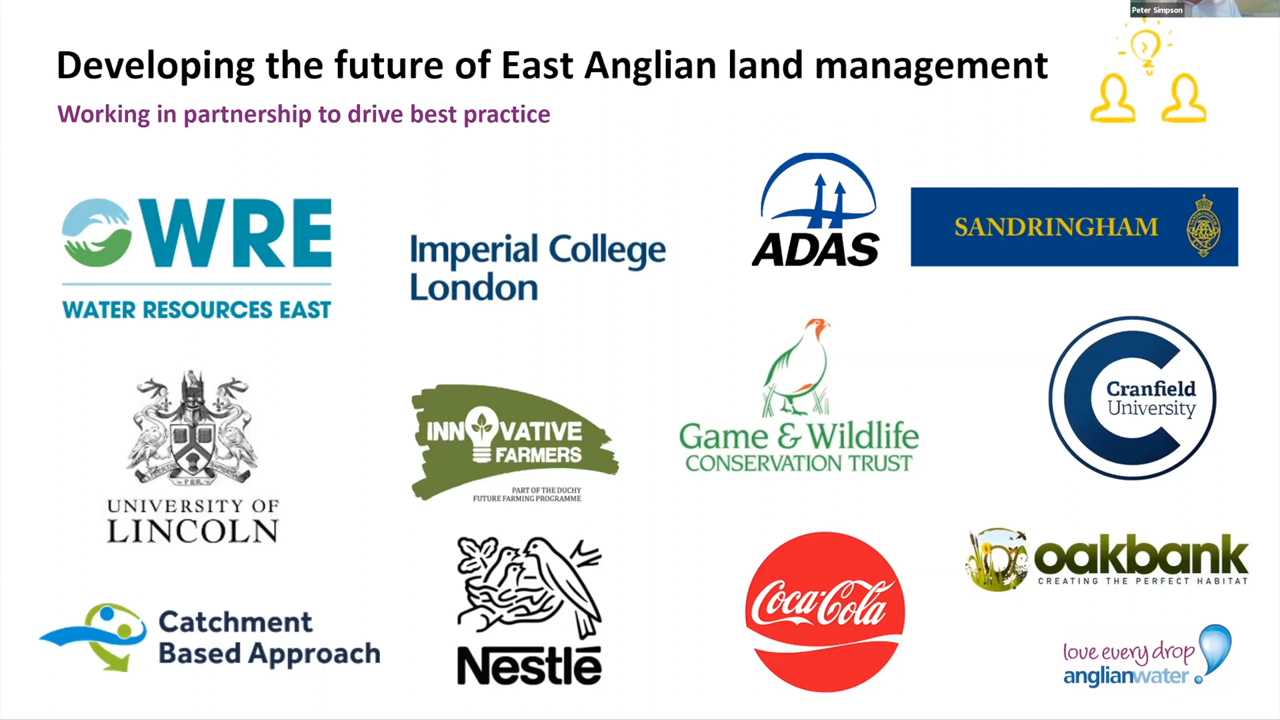 Peter Simpson
Developing the future of East Anglian land management
Working in partnership to drive best practice
WRE
WATER RESOURCES EAST
Imperial College
London
ADAS
SANDRINGHAM
UNIVERSITY OF
LINCOLN
INNOVATIVE
FARMERS
PART OF THE DUCHY
FUTURE FARMING PROGRAMME
Game & Wildlife
CONSERVATION TRUST
Cranfield
University
Catchment
Based Approach
Nestlé
Coca-Cola
oakbank
CREATING THE PERFECT HABITAT
love every drop
anglianwater